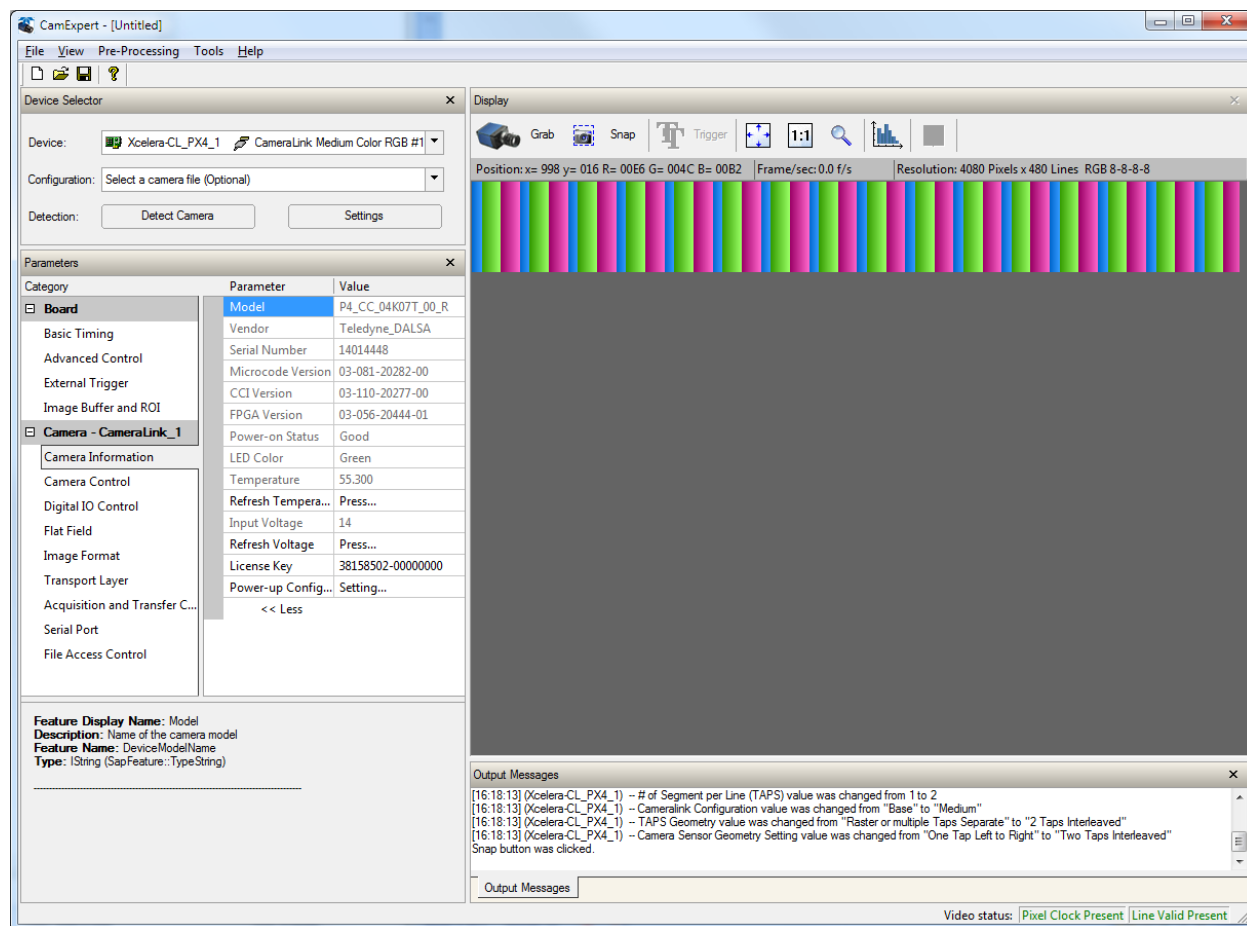 CamExpert - [Untitled]
File View Pre-Processing Tools Help
Device Selector
Device: Xcelera-CL_PX4_1 CameraLink Medium Color RGB #1
Configuration: Select a camera file (Optional)
Detection: Detect Camera Settings
Parameters
Category
Board
Basic Timing
Advanced Control
External Trigger
Image Buffer and ROI
Camera - CameraLink_1
Camera Information
Camera Control
Digital IO Control
Flat Field
Image Format
Transport Layer
Acquisition and Transfer C...
Serial Port
File Access Control
Parameter Value
Model P4_CC_04K07T_00_R
Vendor Teledyne_DALSA
Serial Number 14014448
Microcode Version 03-081-20282-00
CCI Version 03-110-20277-00
FPGA Version 03-056-20444-01
Power-on Status Good
LED Color Green
Temperature 55.300
Refresh Tempera... Press...
Input Voltage 14
Refresh Voltage Press...
License Key 38158502-00000000
Power-up Config... Setting...
<< Less
Feature Display Name: Model
Description: Name of the camera model
Feature Name: DeviceModelName
Type: IString (SapFeature::TypeString)
Display
Grab Snap Trigger 1:1
Position: x= 998 y= 016 R= 00E6 G= 004C B= 00B2 Frame/sec: 0.0 f/s Resolution: 4080 Pixels x 480 Lines RGB 8-8-8-8
Output Messages
[16:18:13] (Xcelera-CL_PX4_1) -- # of Segment per Line (TAPS) value was changed from 1 to 2
[16:18:13] (Xcelera-CL_PX4_1) -- Cameralink Configuration value was changed from "Base" to "Medium"
[16:18:13] (Xcelera-CL_PX4_1) -- TAPS Geometry value was changed from "Raster or multiple Taps Separate" to "2 Taps Interleaved"
[16:18:13] (Xcelera-CL_PX4_1) -- Camera Sensor Geometry Setting value was changed from "One Tap Left to Right" to "Two Taps Interleaved"
Snap button was clicked.
Output Messages
Video status: Pixel Clock Present Line Valid Present